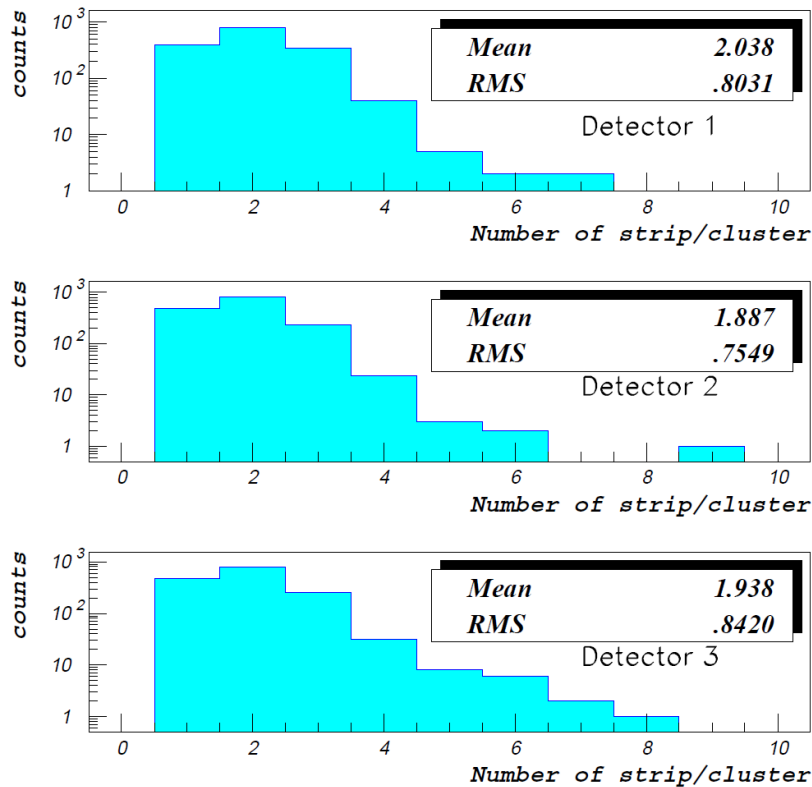 counts
10³
10²
10
1
Mean 2.038
RMS .8031
Detector 1
0 2 4 6 8 10
Number of strip/cluster
counts
10³
10²
10
1
Mean 1.887
RMS .7549
Detector 2
0 2 4 6 8 10
Number of strip/cluster
counts
10³
10²
10
1
Mean 1.938
RMS .8420
Detector 3
0 2 4 6 8 10
Number of strip/cluster